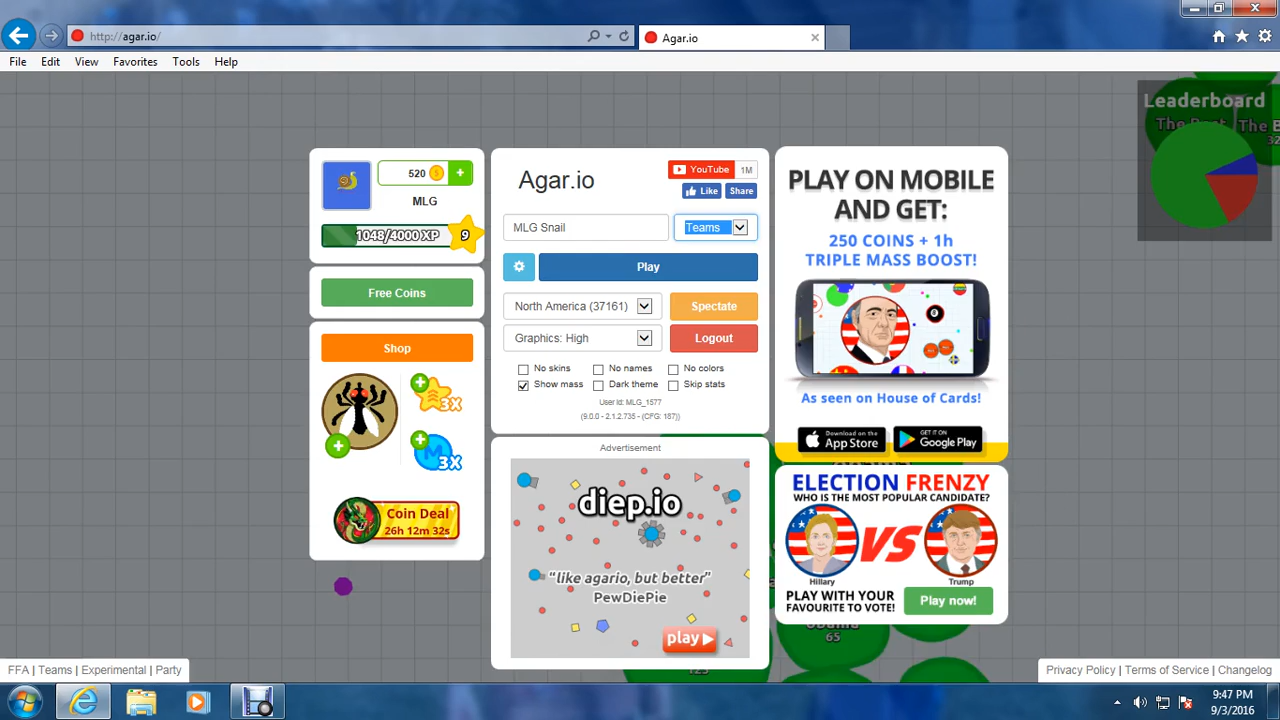 http://agar.io/
Agar.io
File Edit View Favorites Tools Help
Leaderboard
520
MLG
1048/4000 XP
9
Free Coins
Shop
3X
M
3X
Coin Deal
26h 12m 32s
Agar.io
YouTube 1M
Like Share
MLG Snail
Teams
Play
North America (37161)
Spectate
Graphics: High
Logout
No skins No names No colors
Show mass Dark theme Skip stats
User Id: MLG_1577
(9.0.0 - 2.1.2.735 - (CFG: 187))
Advertisement
diep.io
"like agario, but better"
PewDiePie
play
PLAY ON MOBILE
AND GET:
250 COINS + 1h
TRIPLE MASS BOOST!
8
As seen on House of Cards!
Download on the
App Store
GET IT ON
Google Play
ELECTION FRENZY
WHO IS THE MOST POPULAR CANDIDATE?
VS
Hillary
Trump
PLAY WITH YOUR
FAVOURITE TO VOTE!
Play now!
65
FFA | Teams | Experimental | Party
Privacy Policy | Terms of Service | Changelog
9:47 PM
9/3/2016